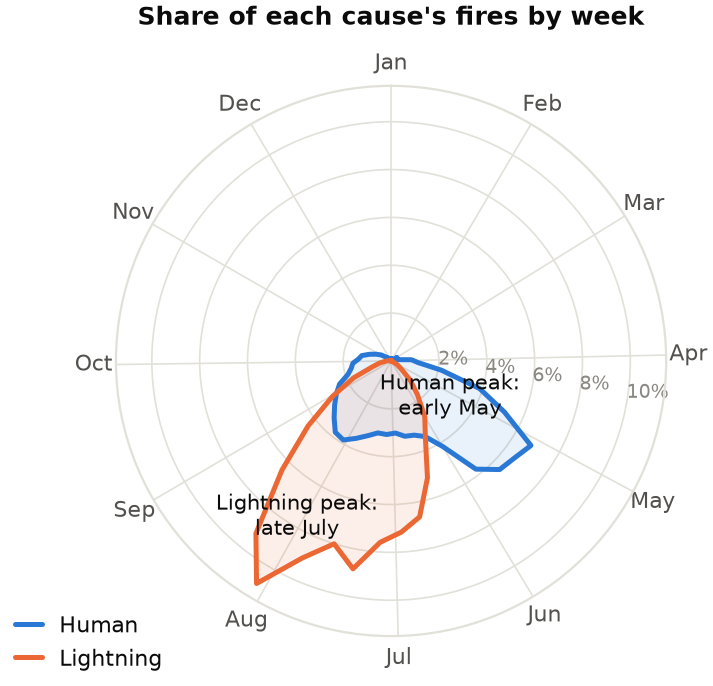 Share of each cause's fires by week
Jan
Feb
Mar
Apr
May
Jun
Jul
Aug
Sep
Oct
Nov
Dec
2%
4%
6%
8%
10%
Human peak:
early May
Lightning peak:
late July
Human
Lightning